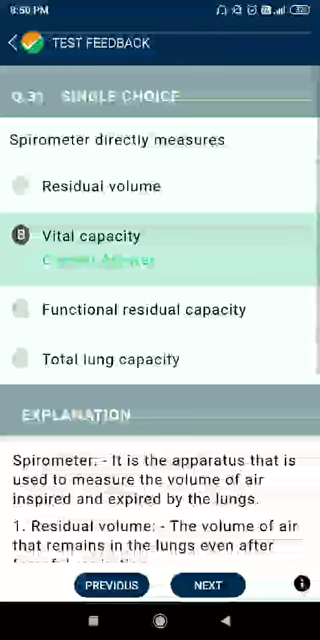 8:50 PM
TEST FEEDBACK
Q.31 SINGLE CHOICE
Spirometer directly measures
Residual volume
B Vital capacity
Correct Answer
Functional residual capacity
Total lung capacity
EXPLANATION
Spirometer: - It is the apparatus that is
used to measure the volume of air
inspired and expired by the lungs.
1. Residual volume: - The volume of air
that remains in the lungs even after
PREVIOUS
NEXT